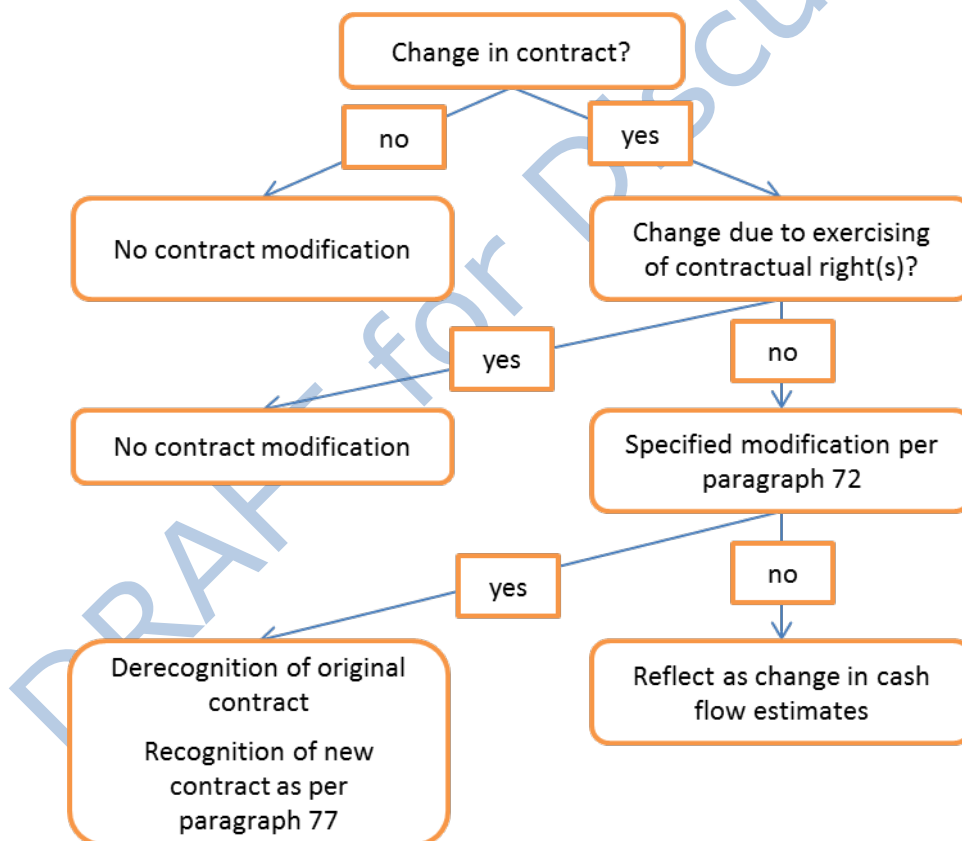 Change in contract?
no
yes
No contract modification
Change due to exercising
of contractual right(s)?
yes
no
No contract modification
Specified modification per
paragraph 72
yes
no
Derecognition of original
contract
Recognition of new
contract as per
paragraph 77
Reflect as change in cash
flow estimates
DRAFT for Discu